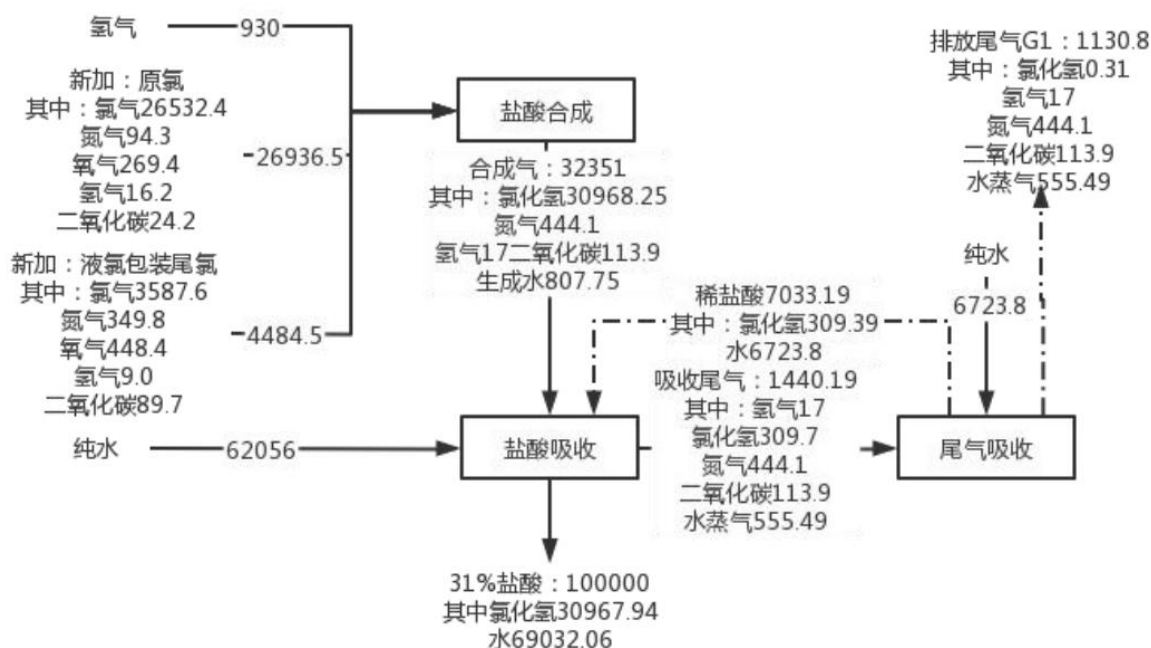 氢气
930
新加：原氯
其中：氯气26532.4
氮气94.3
氧气269.4
氢气16.2
二氧化碳24.2
26936.5
新加：液氯包装尾氯
其中：氯气3587.6
氮气349.8
氧气448.4
氢气9.0
二氧化碳89.7
4484.5
纯水
62056
盐酸合成
合成气：32351
其中：氯化氢30968.25
氮气444.1
氢气17二氧化碳113.9
生成水807.75
盐酸吸收
31%盐酸：100000
其中氯化氢30967.94
水69032.06
稀盐酸7033.19
其中：氯化氢309.39
水6723.8
吸收尾气：1440.19
其中：氢气17
氯化氢309.7
氮气444.1
二氧化碳113.9
水蒸气555.49
排放尾气G1：1130.8
其中：氯化氢0.31
氢气17
氮气444.1
二氧化碳113.9
水蒸气555.49
纯水
6723.8
尾气吸收